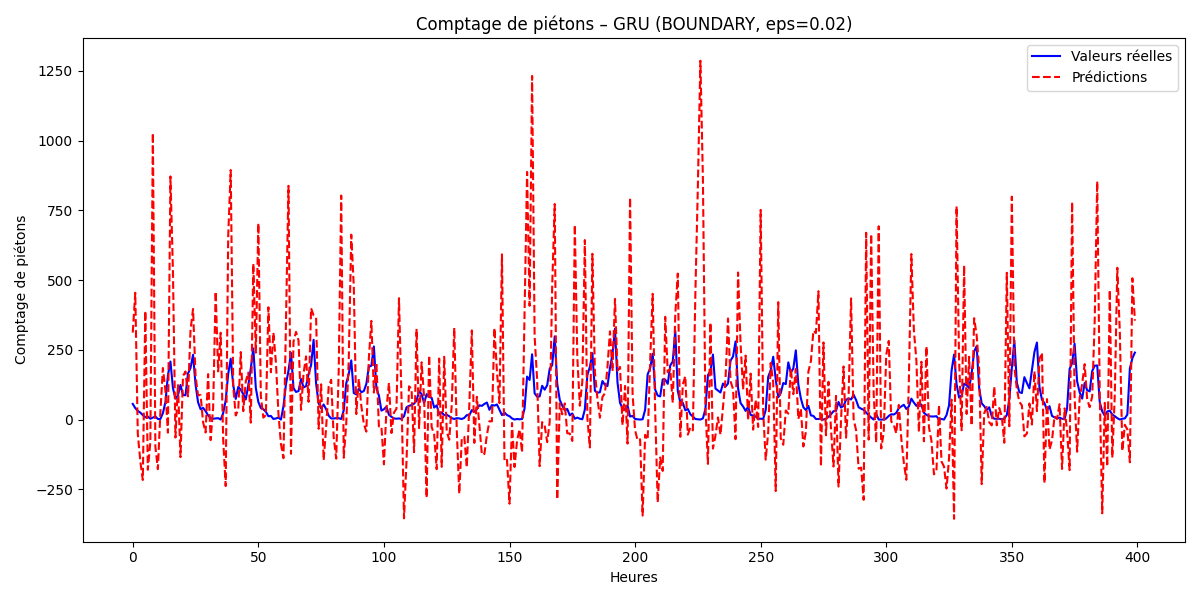 Comptage de piétons – GRU (BOUNDARY, eps=0.02)
Valeurs réelles
Prédictions
Comptage de piétons
1250
1000
750
500
250
0
−250
0 50 100 150 200 250 300 350 400
Heures